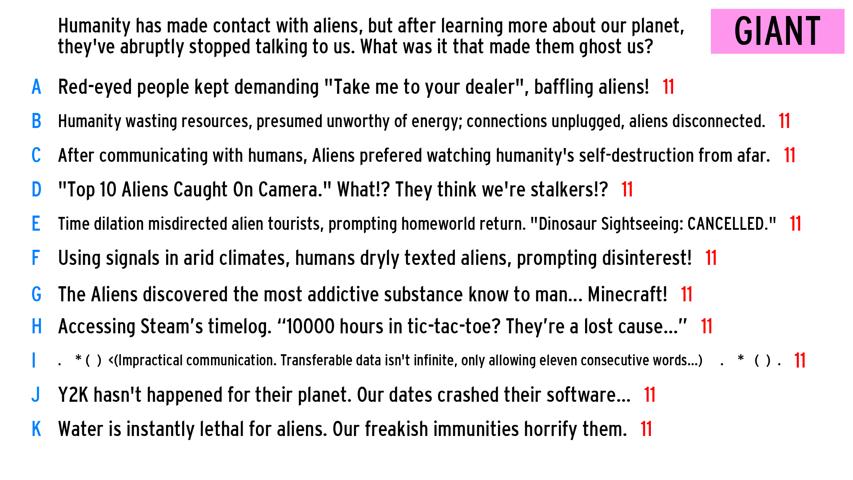 Humanity has made contact with aliens, but after learning more about our planet,
they've abruptly stopped talking to us. What was it that made them ghost us?
GIANT
A Red-eyed people kept demanding "Take me to your dealer", baffling aliens! 11
B Humanity wasting resources, presumed unworthy of energy; connections unplugged, aliens disconnected. 11
C After communicating with humans, Aliens prefered watching humanity's self-destruction from afar. 11
D "Top 10 Aliens Caught On Camera." What!? They think we're stalkers!? 11
E Time dilation misdirected alien tourists, prompting homeworld return. "Dinosaur Sightseeing: CANCELLED." 11
F Using signals in arid climates, humans dryly texted aliens, prompting disinterest! 11
G The Aliens discovered the most addictive substance know to man... Minecraft! 11
H Accessing Steam’s timelog. “10000 hours in tic-tac-toe? They’re a lost cause...” 11
I . *( ) <(Impractical communication. Transferable data isn't infinite, only allowing eleven consecutive words...) . * ( ) . 11
J Y2K hasn't happened for their planet. Our dates crashed their software... 11
K Water is instantly lethal for aliens. Our freakish immunities horrify them. 11